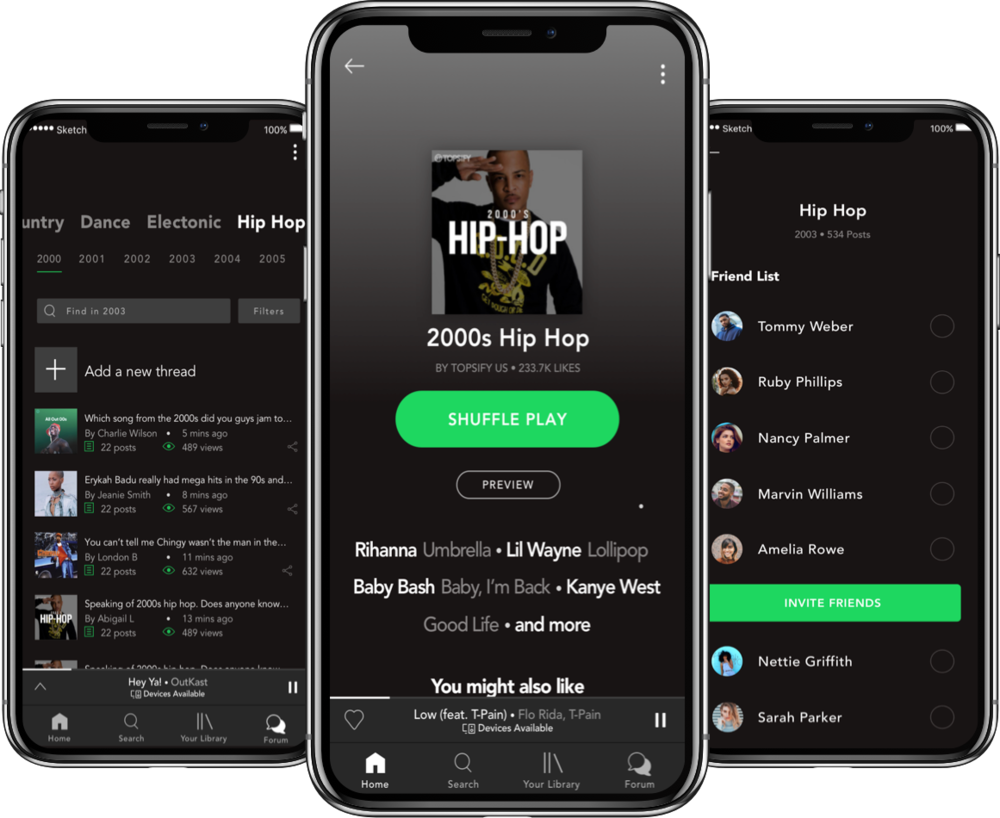 Sketch
100%
untry Dance Electonic Hip Hop
2000 2001 2002 2003 2004 2005
Find in 2003
Filters
Add a new thread
Which song from the 2000s did you guys jam to...
By Charlie Wilson • 5 mins ago
22 posts 489 views
Erykah Badu really had mega hits in the 90s and...
By Jeanie Smith • 8 mins ago
22 posts 567 views
You can't tell me Chingy wasn't the man in the...
By London B • 11 mins ago
22 posts 632 views
HIP-HOP
Speaking of 2000s hip hop. Does anyone know...
By Abigail L • 13 mins ago
22 posts 489 views
Speaking of 2000s hip hop. Does anyone know
Hey Ya! • OutKast
Devices Available
Home Search Your Library Forum
TOPSIFY
2000'S
HIP-HOP
2000s Hip Hop
BY TOPSIFY US • 233.7K LIKES
SHUFFLE PLAY
PREVIEW
Rihanna Umbrella • Lil Wayne Lollipop
Baby Bash Baby, I'm Back • Kanye West
Good Life • and more
You might also like
Low (feat. T-Pain) • Flo Rida, T-Pain
Devices Available
Home Search Your Library Forum
Sketch
100%
Hip Hop
2003 • 534 Posts
Friend List
Tommy Weber
Ruby Phillips
Nancy Palmer
Marvin Williams
Amelia Rowe
INVITE FRIENDS
Nettie Griffith
Sarah Parker